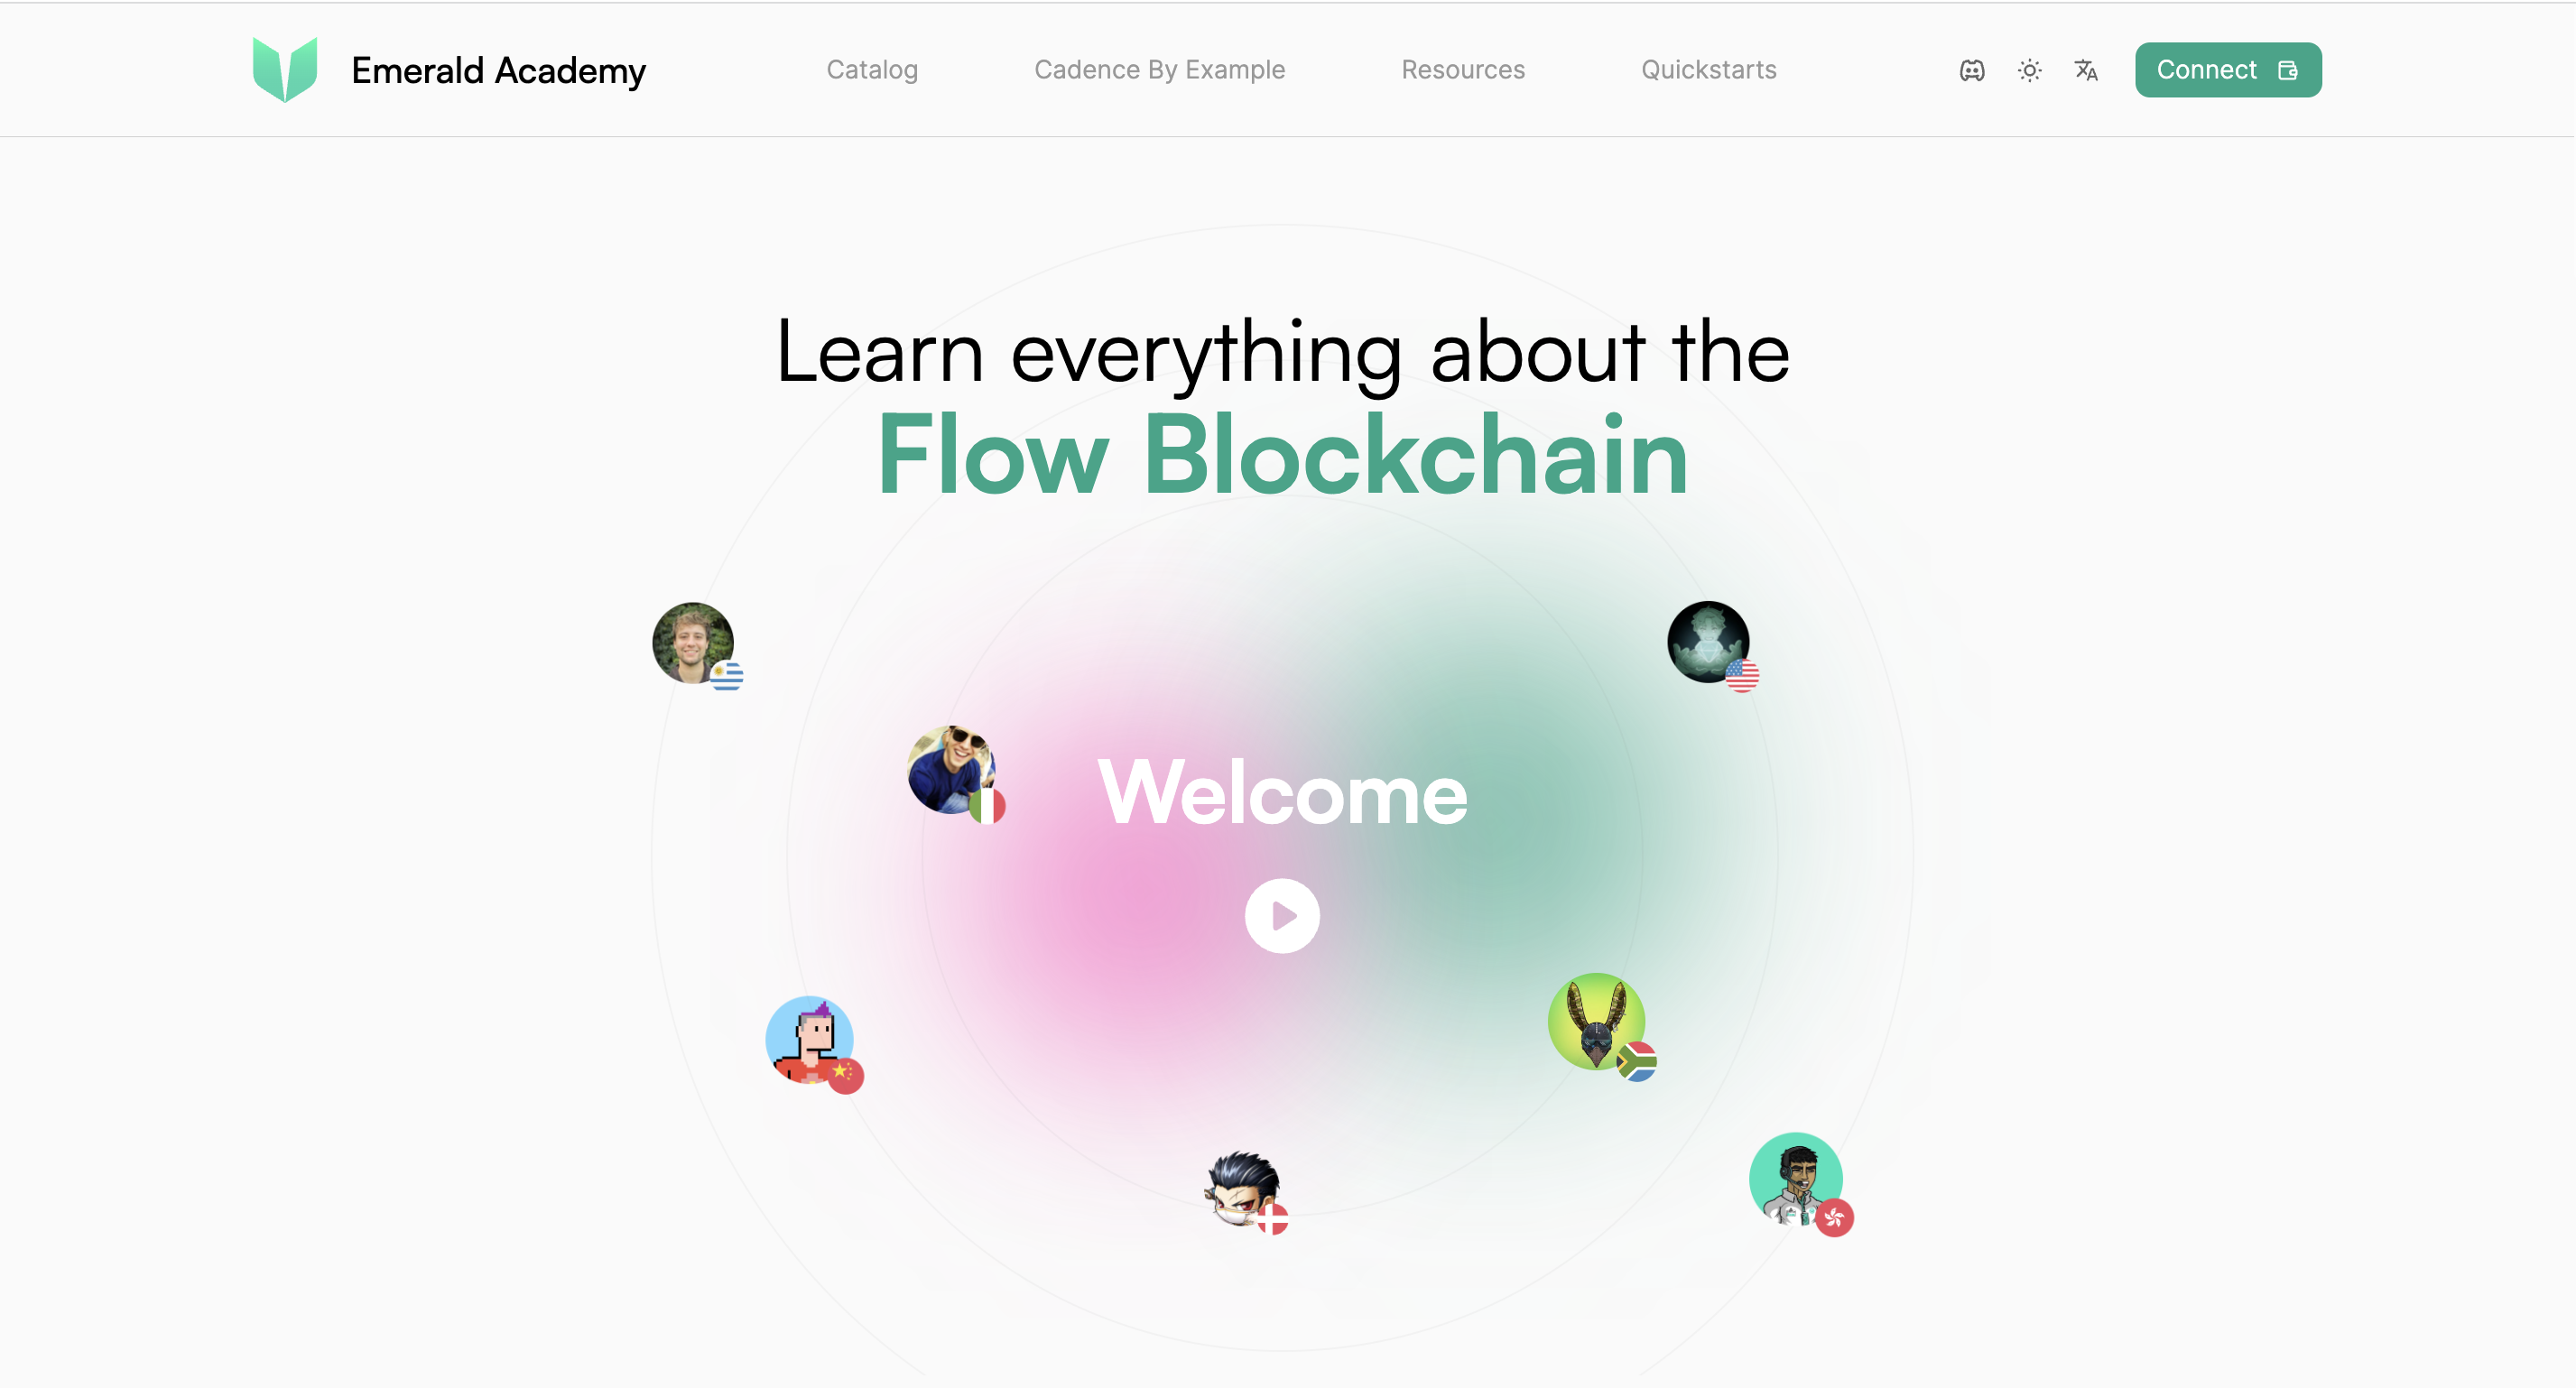 Emerald Academy
Catalog
Cadence By Example
Resources
Quickstarts
Connect
Learn everything about the
Flow Blockchain
Welcome